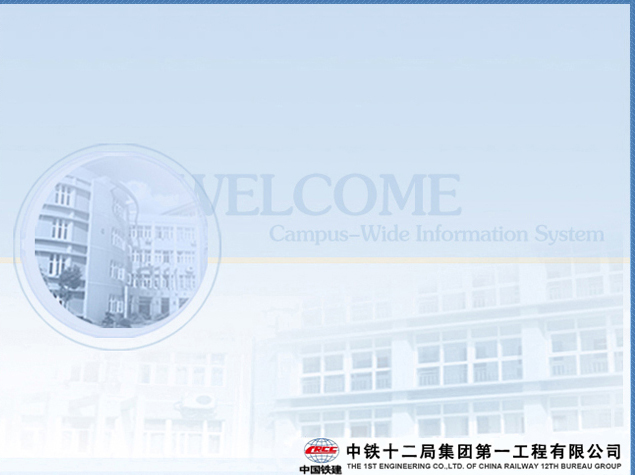 WELCOME
Campus-Wide Information System
CRCC
中国铁建
中铁十二局集团第一工程有限公司
THE 1ST ENGINEERING CO.,LTD. OF CHINA RAILWAY 12TH BUREAU GROUP